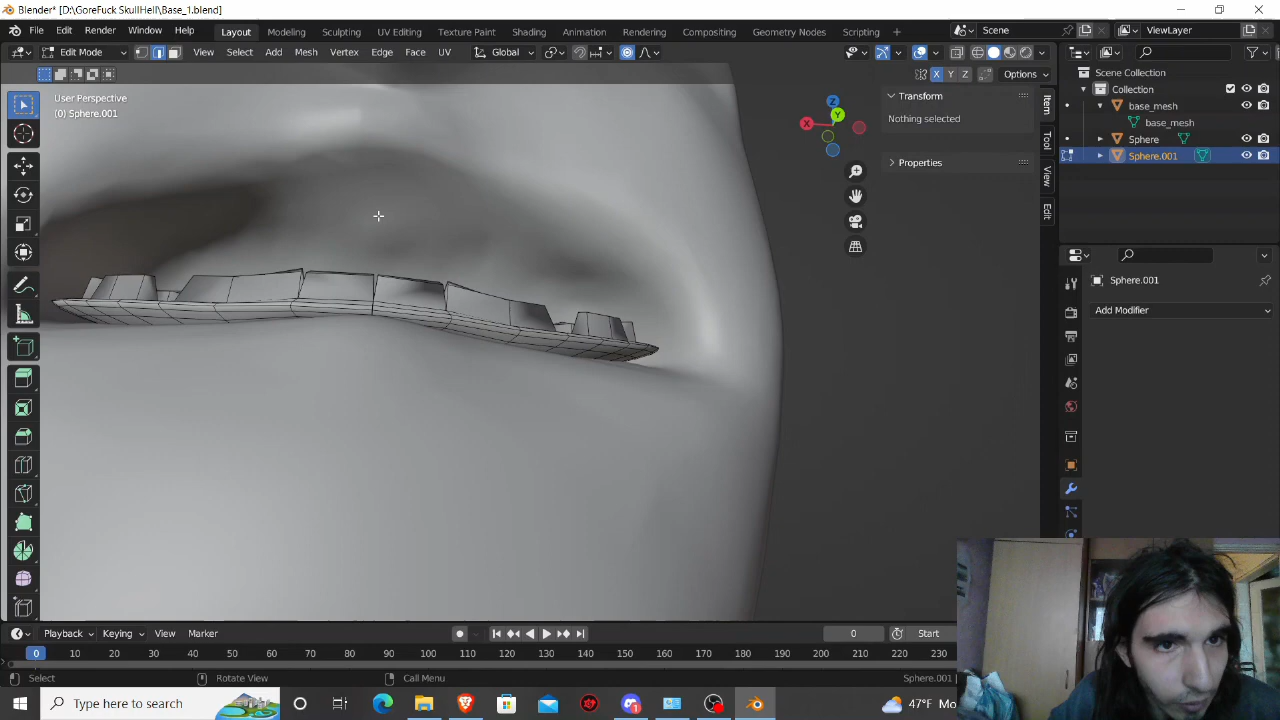 Blender* [D:\GoreFuck SkullHell\Base_1.blend]
File Edit Render Window Help Layout Modeling Sculpting UV Editing Texture Paint Shading Animation Rendering Compositing Geometry Nodes Scripting + Scene ViewLayer
Edit Mode View Select Add Mesh Vertex Edge Face UV Global
X Y Z Options
User Perspective
(0) Sphere.001
Transform
Nothing selected
Properties
Item
Tool
View
Edit
Z
Y
X
Scene Collection
Collection
base_mesh
base_mesh
Sphere
Sphere.001
Sphere.001
Add Modifier
Playback Keying View Marker 0 Start
0 10 20 30 40 50 60 70 80 90 100 110 120 130 140 150 160 170 180 190 200 210 220 230
Select Rotate View Call Menu Sphere.001
Type here to search 1 47°F Mo